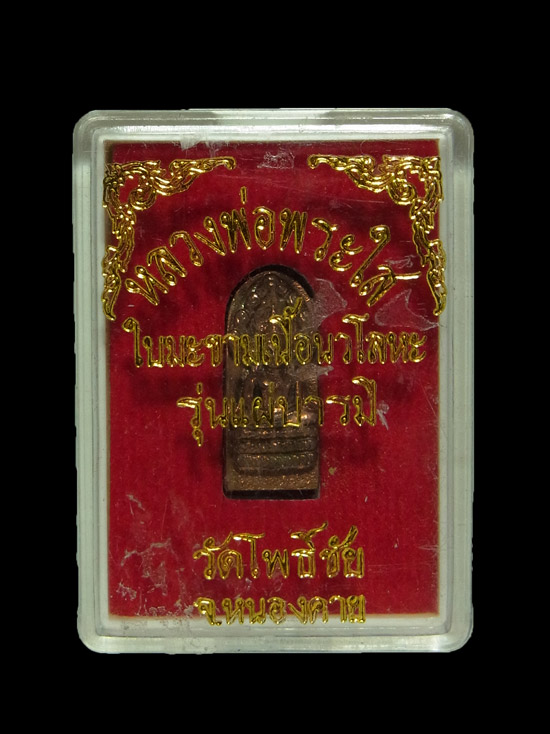 หลวงพ่อพระใส
ใบมะขามเนื้อนวโลหะ
รุ่นแผ่บารมี
วัดโพธิ์ชัย
จ.หนองคาย